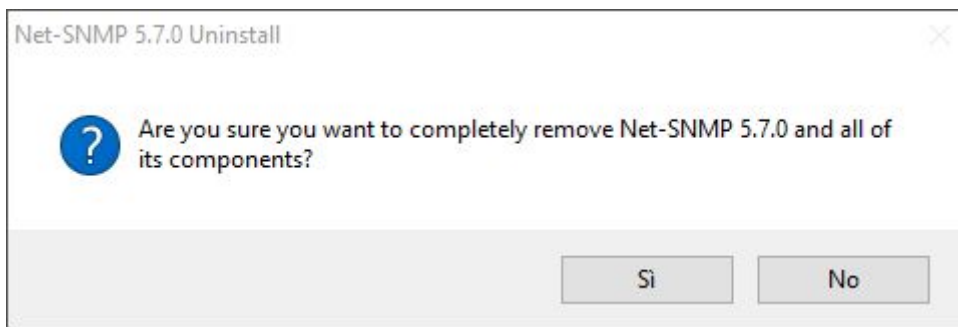 Net-SNMP 5.7.0 Uninstall
Are you sure you want to completely remove Net-SNMP 5.7.0 and all of
its components?
Sì
No